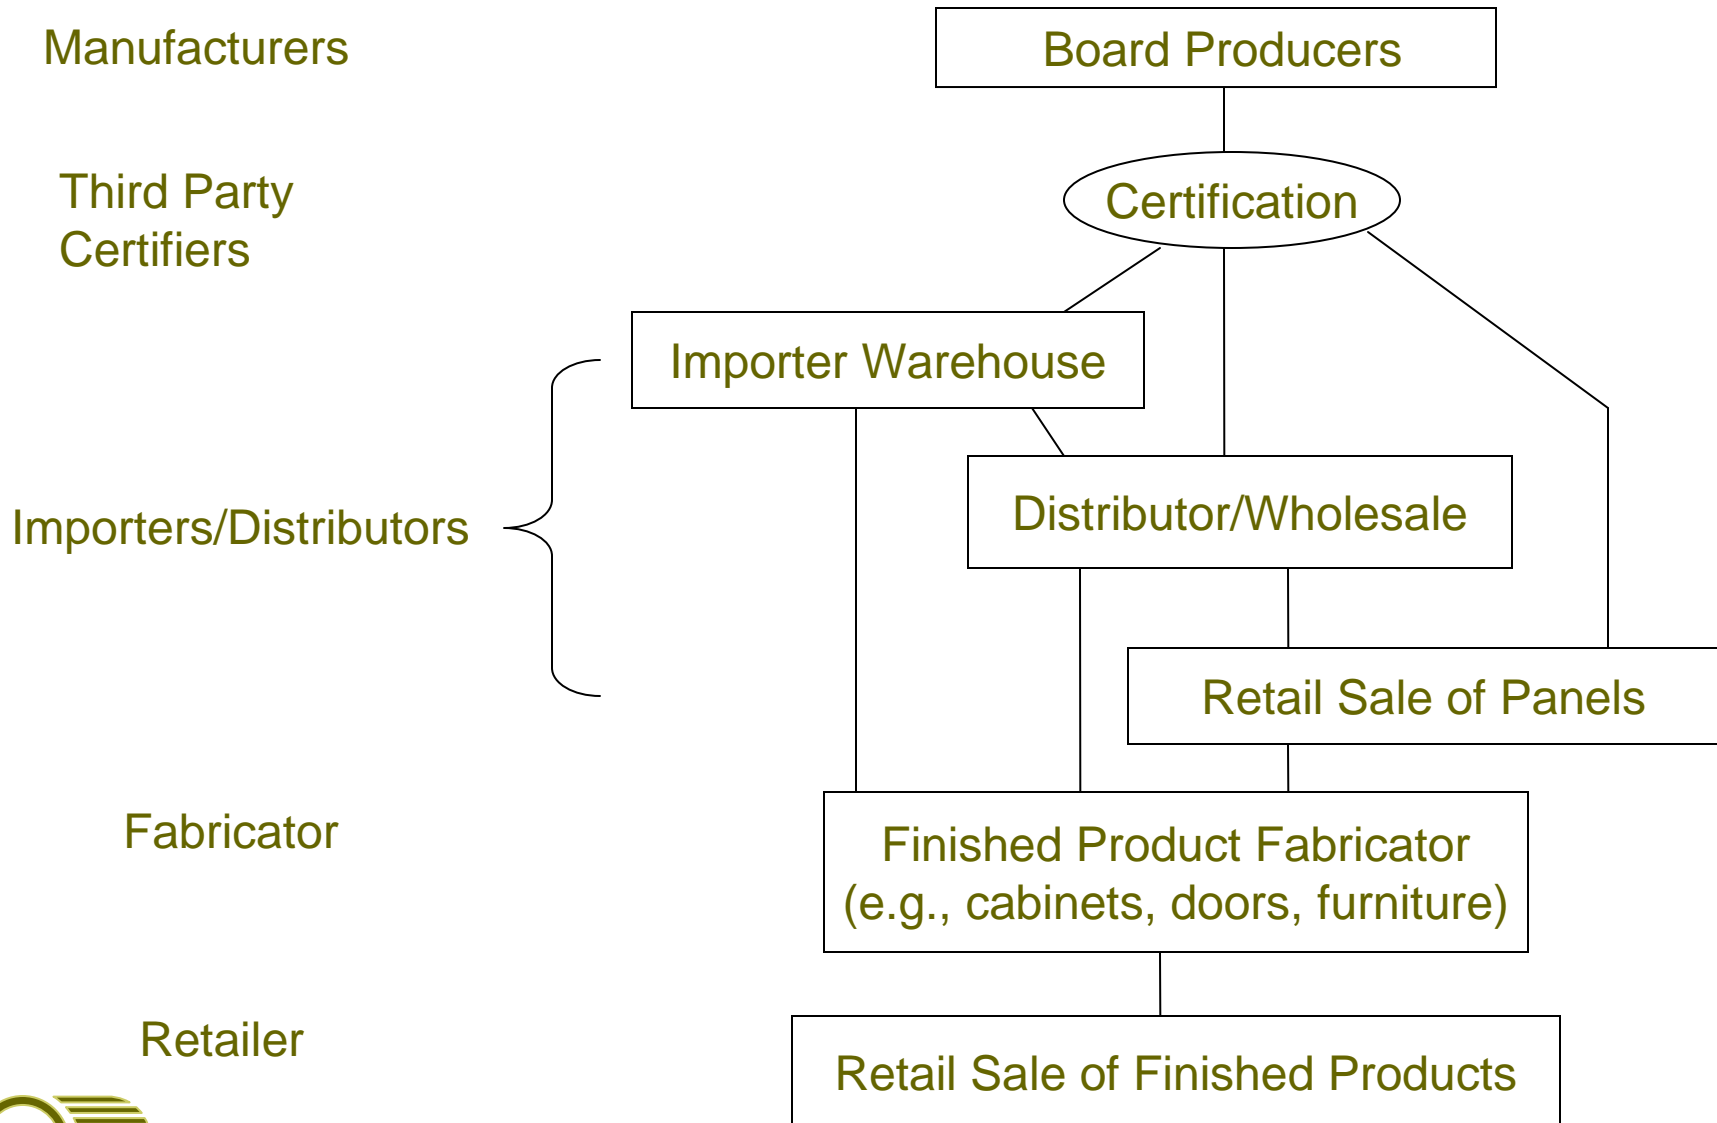 Manufacturers
Board Producers
Third Party
Certifiers
Certification
Importer Warehouse
Importers/Distributors
Distributor/Wholesale
Retail Sale of Panels
Fabricator
Finished Product Fabricator
(e.g., cabinets, doors, furniture)
Retailer
Retail Sale of Finished Products